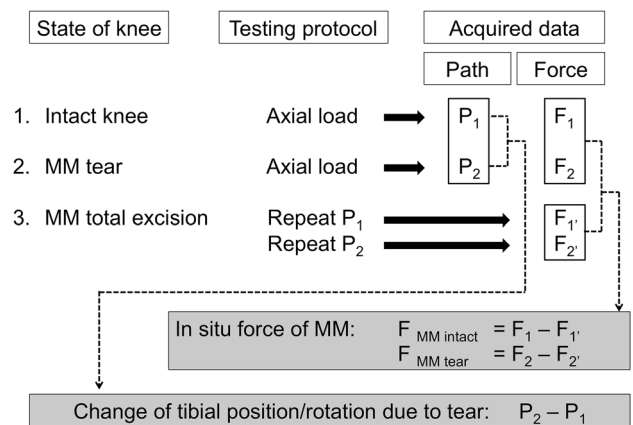 State of knee Testing protocol Acquired data
Path Force
1. Intact knee Axial load P1 F1
2. MM tear Axial load P2 F2
3. MM total excision Repeat P1 F1'
Repeat P2 F2'
In situ force of MM: F MM intact = F1 – F1'
F MM tear = F2 – F2'
Change of tibial position/rotation due to tear: P2 – P1